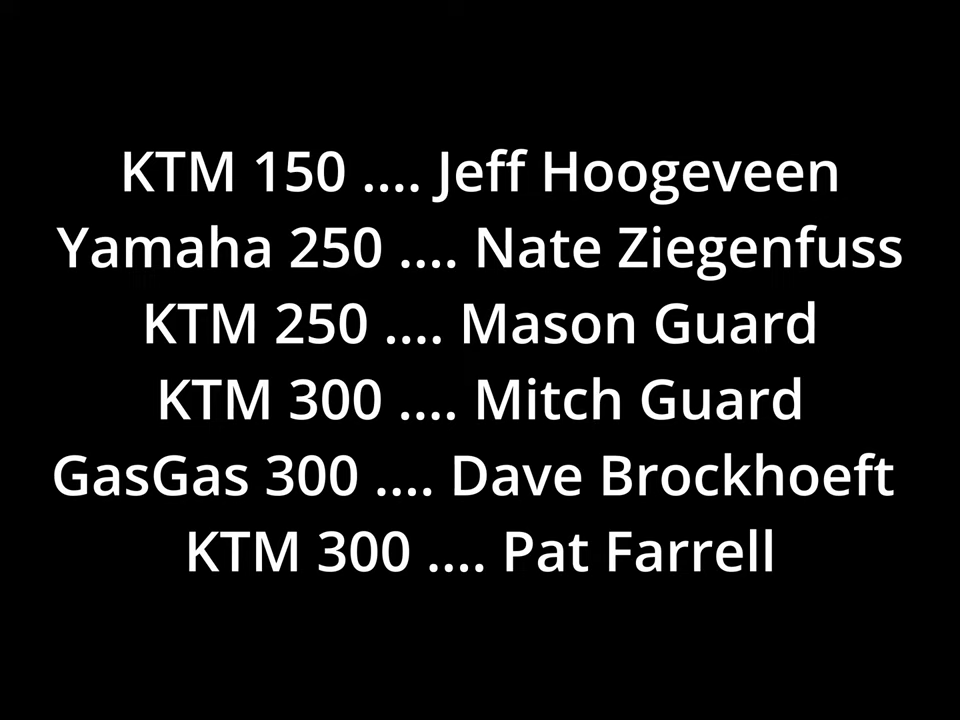 KTM 150 .... Jeff Hoogeveen
Yamaha 250 .... Nate Ziegenfuss
KTM 250 .... Mason Guard
KTM 300 .... Mitch Guard
GasGas 300 .... Dave Brockhoeft
KTM 300 .... Pat Farrell